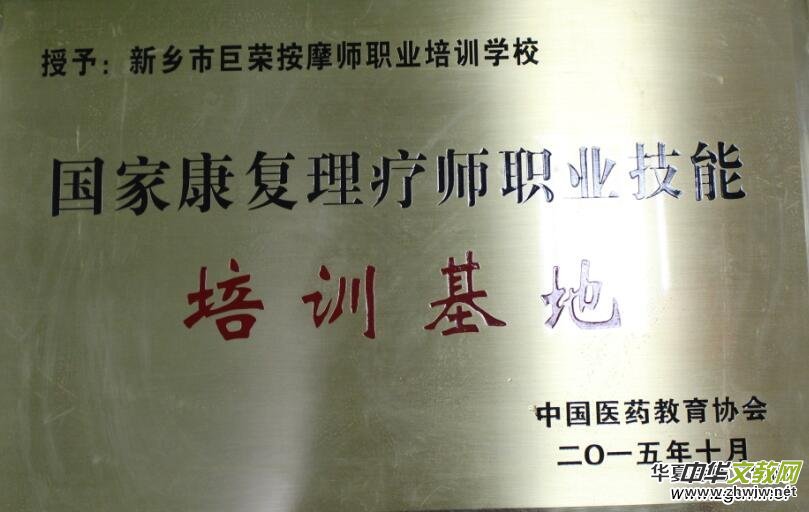 授予：新乡市巨荣按摩师职业培训学校
国家康复理疗师职业技能
培训基地
中国医药教育协会
二〇一五年十月
中华文教网
www.zhwjw.net